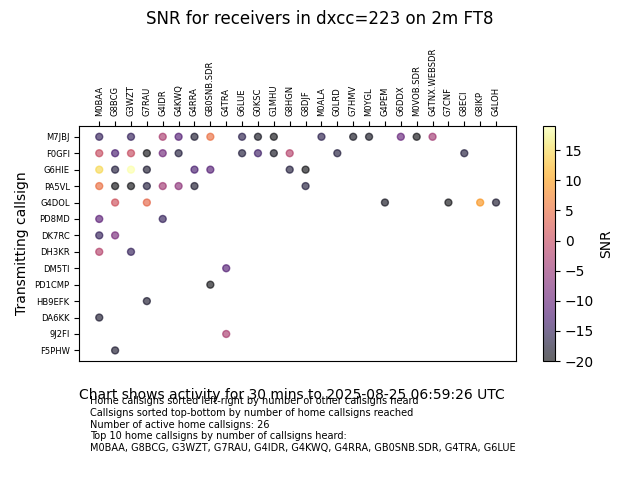 SNR for receivers in dxcc=223 on 2m FT8
M0BAA G8BCG G3WZT G7RAU G4IDR G4KWQ G4RRA GB0SNB.SDR G4TRA G6LUE G0KSC G1MHU G8HGN G8DJF M0ALA G0LRD G7HMV M0YGL G4PEM G6DDX M0VOB.SDR G4TNX.WEBSDR G7CNF G8ECI G8IKP G4LOH
Transmitting callsign
M7JBJ
F0GFI
G6HIE
PA5VL
G4DOL
PD8MD
DK7RC
DH3KR
DM5TI
PD1CMP
HB9EFK
DA6KK
9J2FI
F5PHW
15
10
5
0
−5
−10
−15
−20
SNR
Chart shows activity for 30 mins to 2025-08-25 06:59:26 UTC
Home callsigns sorted left-right by number of other callsigns heard
Callsigns sorted top-bottom by number of home callsigns reached
Number of active home callsigns: 26
Top 10 home callsigns by number of callsigns heard:
M0BAA, G8BCG, G3WZT, G7RAU, G4IDR, G4KWQ, G4RRA, GB0SNB.SDR, G4TRA, G6LUE